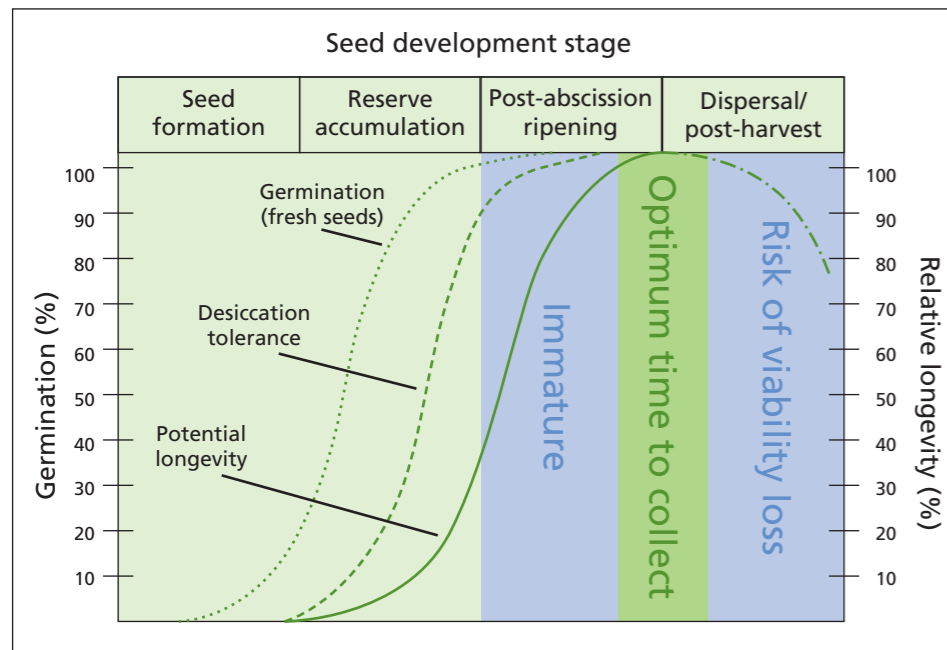 Seed development stage
Seed
formation
Reserve
accumulation
Post-abscission
ripening
Dispersal/
post-harvest
Germination (%)
100
90
80
70
60
50
40
30
20
10
Germination
(fresh seeds)
Desiccation
tolerance
Potential
longevity
Immature
Optimum time to collect
Risk of viability loss
100
90
80
70
60
50
40
30
20
10
Relative longevity (%)